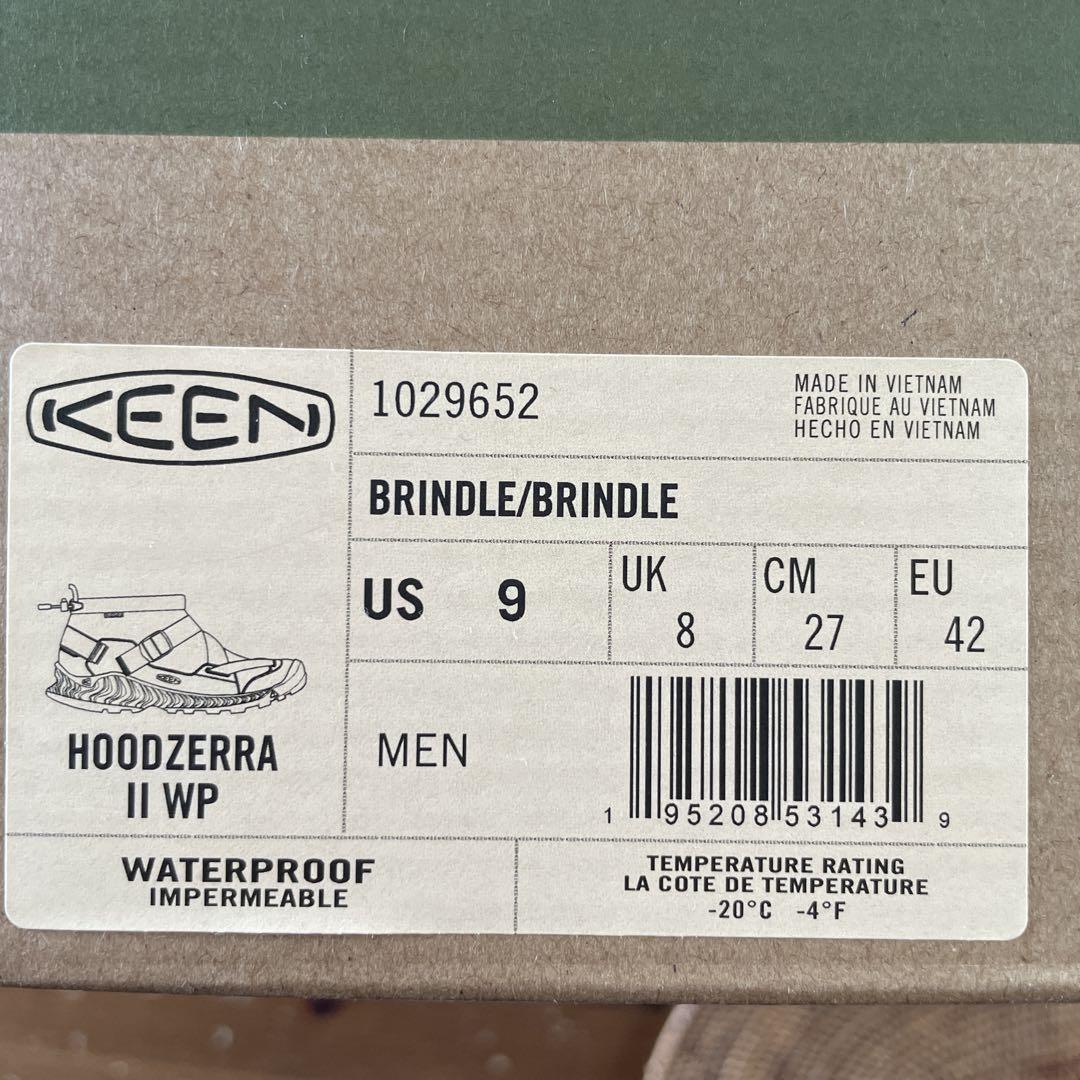 KEEN
1029652
MADE IN VIETNAM
FABRIQUE AU VIETNAM
HECHO EN VIETNAM
BRINDLE/BRINDLE
US 9
UK 8
CM 27
EU 42
HOODZERRA
II WP
MEN
1 95208 53143 9
WATERPROOF
IMPERMEABLE
TEMPERATURE RATING
LA COTE DE TEMPERATURE
-20°C -4°F
KEEN